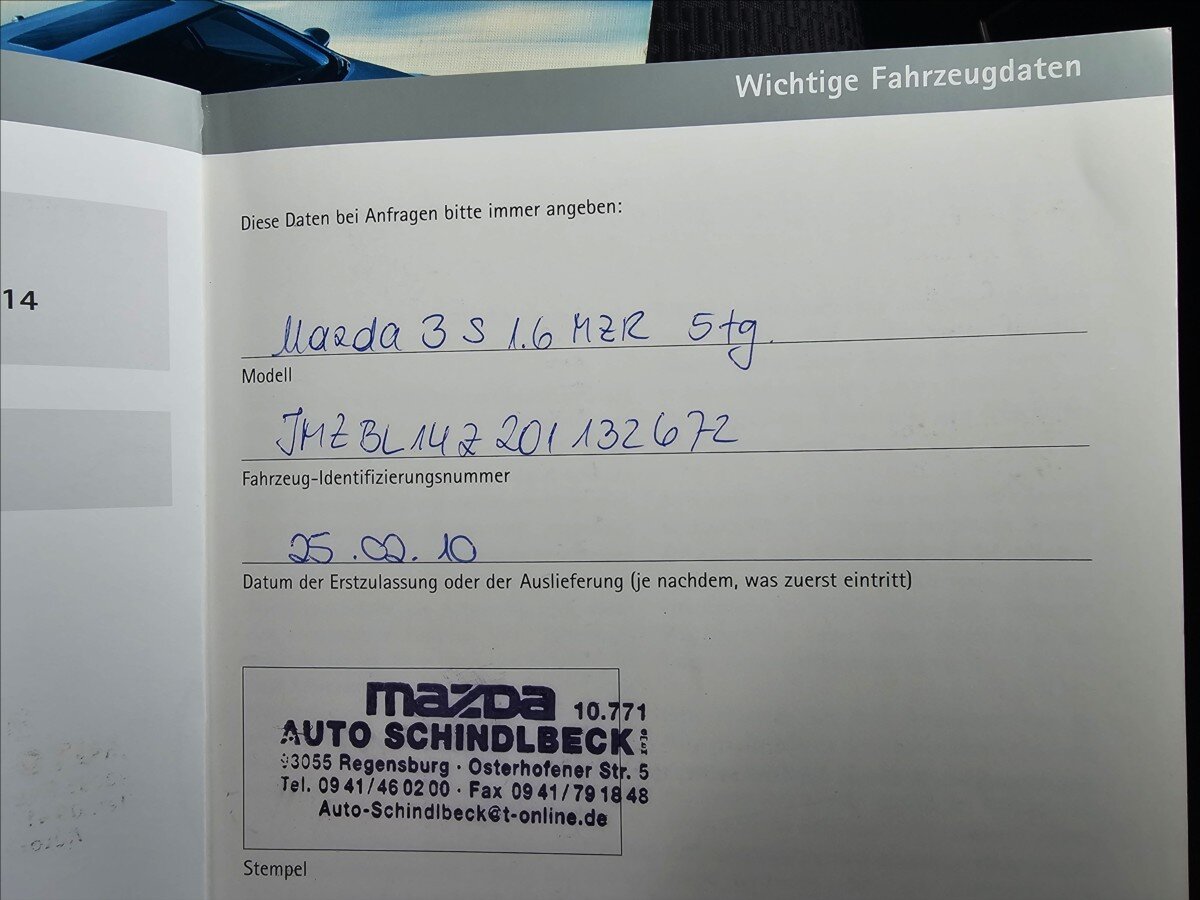 Wichtige Fahrzeugdaten
14
Diese Daten bei Anfragen bitte immer angeben:
Mazda 3 S 1.6 MZR 5tg.
Modell
JMZBL14Z201132672
Fahrzeug-Identifizierungsnummer
25.02.10
Datum der Erstzulassung oder der Auslieferung (je nachdem, was zuerst eintritt)
mazda 10.771
AUTO SCHINDLBECK
93055 Regensburg · Osterhofener Str. 5
Tel. 09 41/46 02 00 · Fax 09 41/79 18 48
Auto-Schindlbeck@t-online.de
Stempel